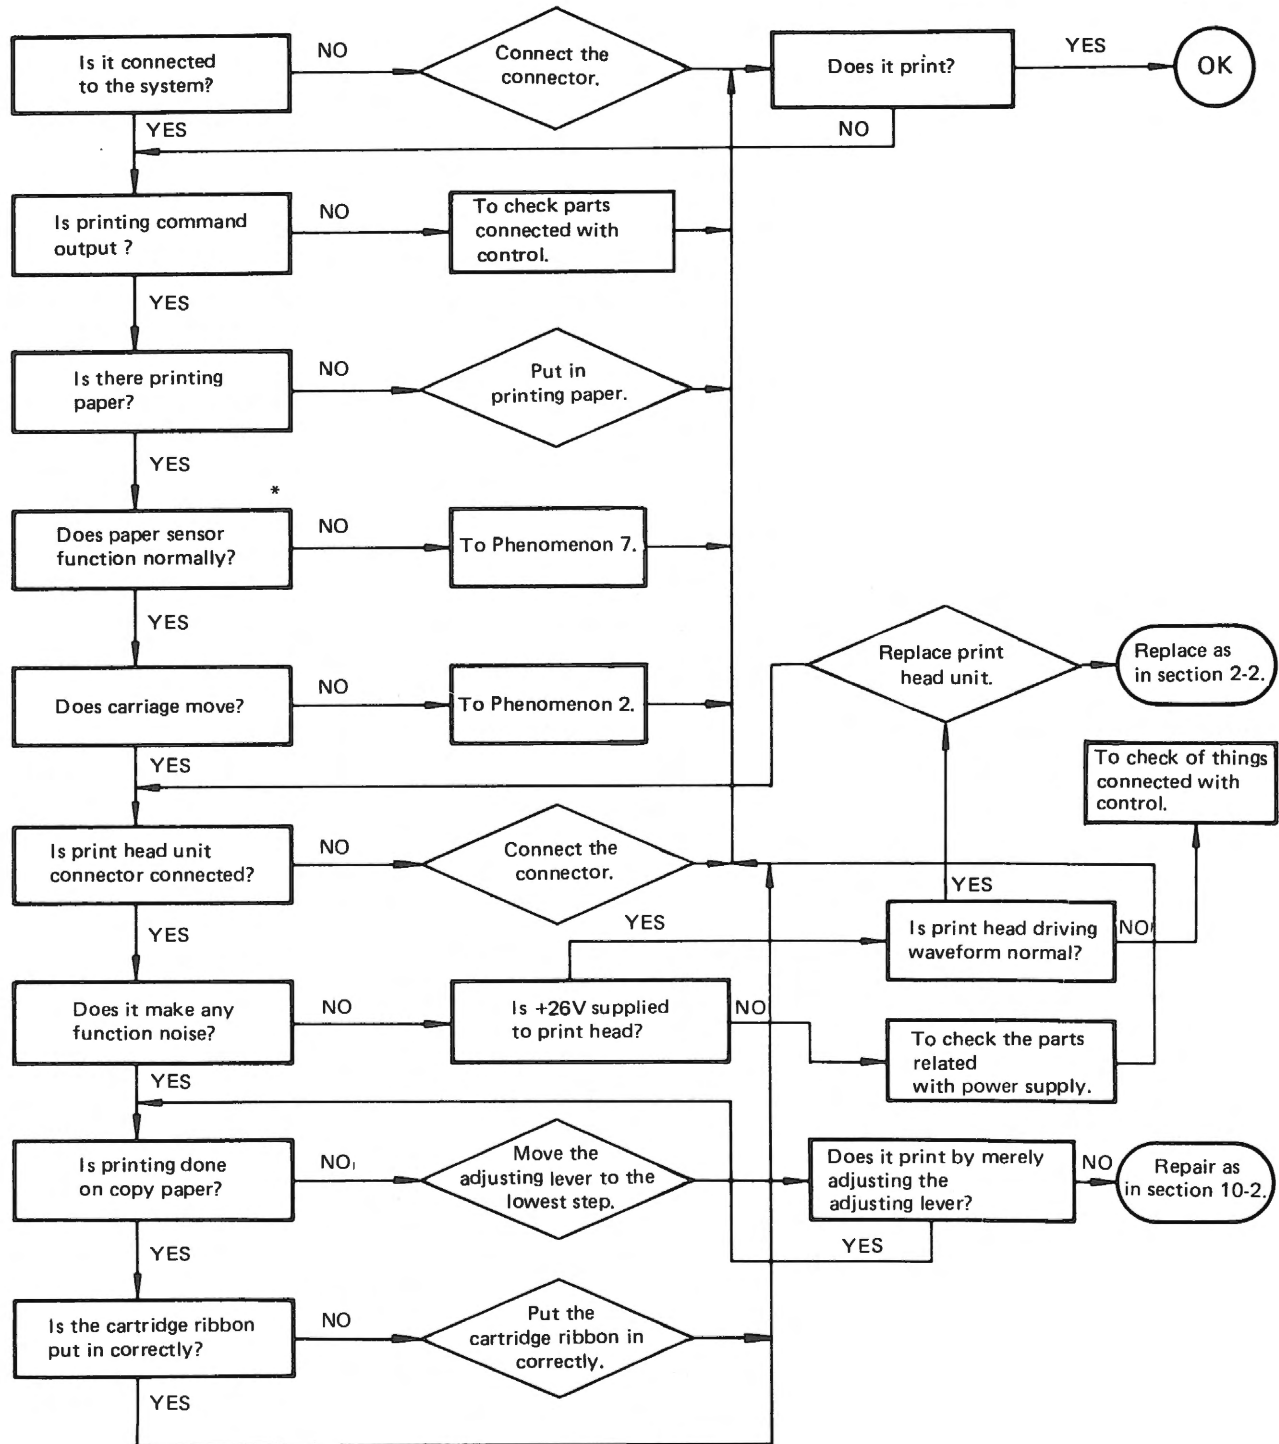 Is it connected
to the system?
NO
Connect the
connector.
Does it print?
YES
OK
YES
NO
Is printing command
output ?
NO
To check parts
connected with
control.
YES
Is there printing
paper?
NO
Put in
printing paper.
YES
*
Does paper sensor
function normally?
NO
To Phenomenon 7.
YES
Does carriage move?
NO
To Phenomenon 2.
Replace print
head unit.
Replace as
in section 2-2.
YES
To check of things
connected with
control.
Is print head unit
connector connected?
NO
Connect the
connector.
YES
YES
YES
Is print head driving
waveform normal?
NO
Does it make any
function noise?
NO
Is +26V supplied
to print head?
NO
To check the parts
related
with power supply.
YES
Is printing done
on copy paper?
NO
Move the
adjusting lever to the
lowest step.
Does it print by merely
adjusting the
adjusting lever?
NO
Repair as
in section 10-2.
YES
YES
Is the cartridge ribbon
put in correctly?
NO
Put the
cartridge ribbon in
correctly.
YES